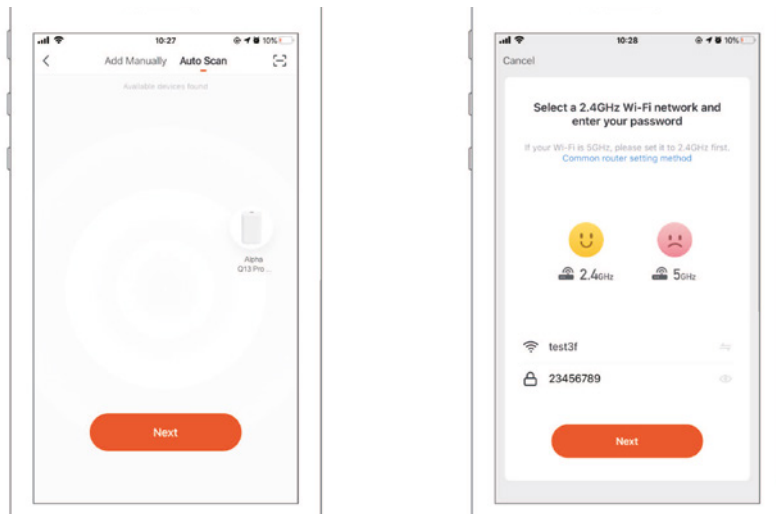 10:27
10%
Add Manually Auto Scan
Available devices found
Alpha
Q13 Pro ...
Next
10:28
10%
Cancel
Select a 2.4GHz Wi-Fi network and
enter your password
If your Wi-Fi is 5GHz, please set it to 2.4GHz first.
Common router setting method
2.4GHz
5GHz
test3f
23456789
Next